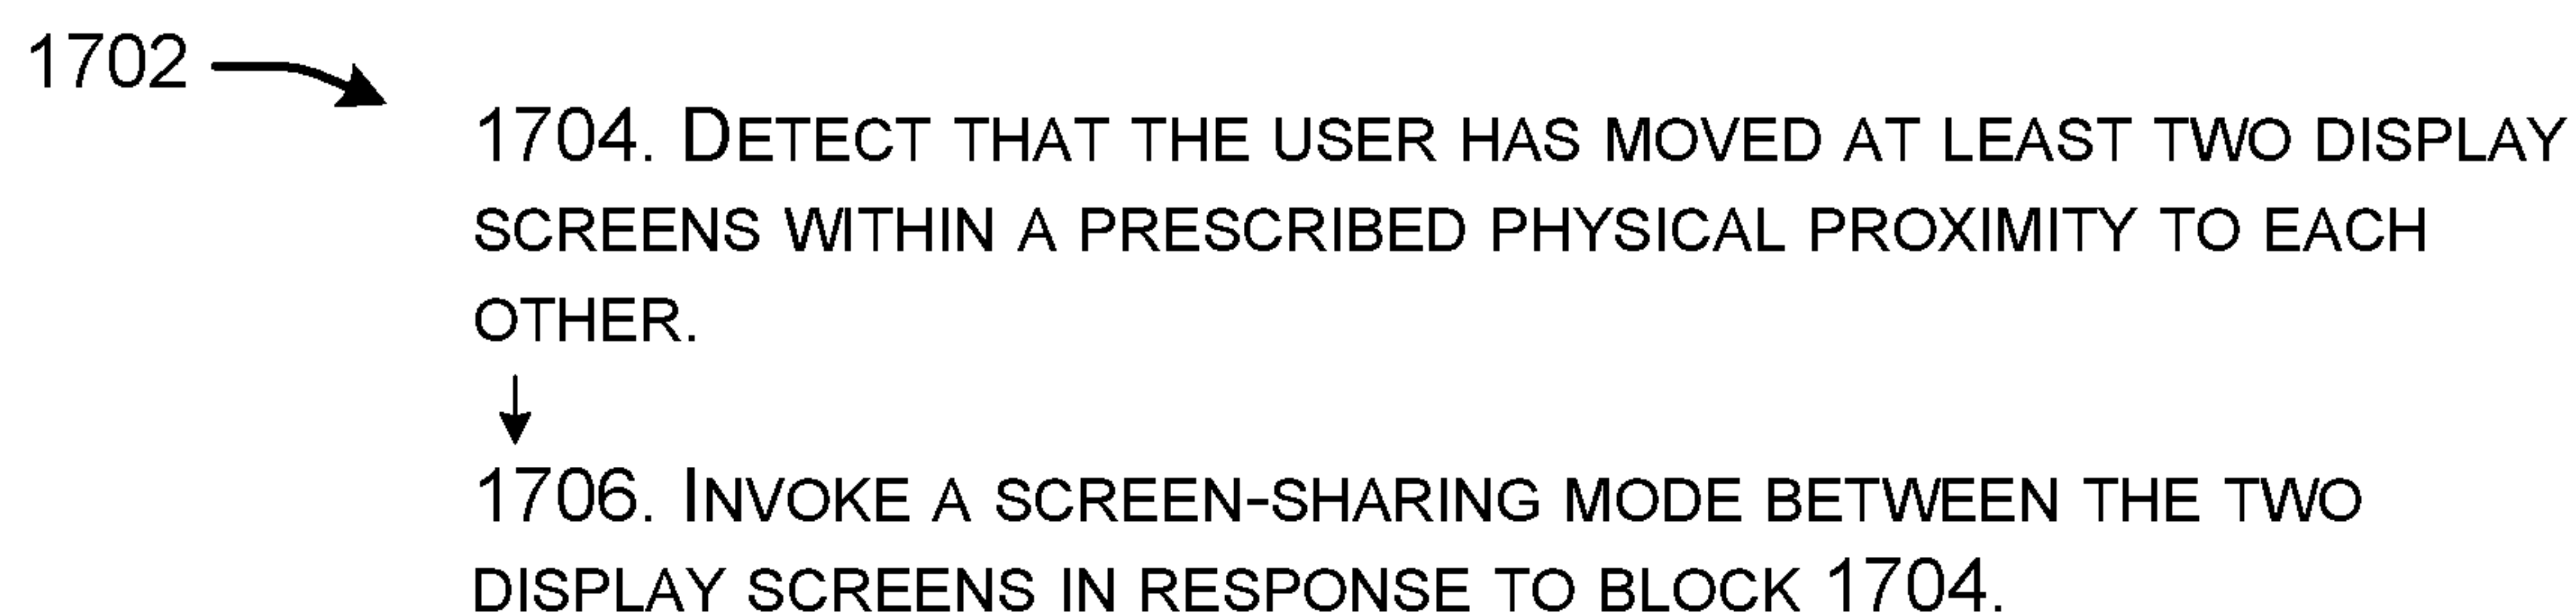 1702
1704. DETECT THAT THE USER HAS MOVED AT LEAST TWO DISPLAY
SCREENS WITHIN A PRESCRIBED PHYSICAL PROXIMITY TO EACH
OTHER.
1706. INVOKE A SCREEN-SHARING MODE BETWEEN THE TWO
DISPLAY SCREENS IN RESPONSE TO BLOCK 1704.